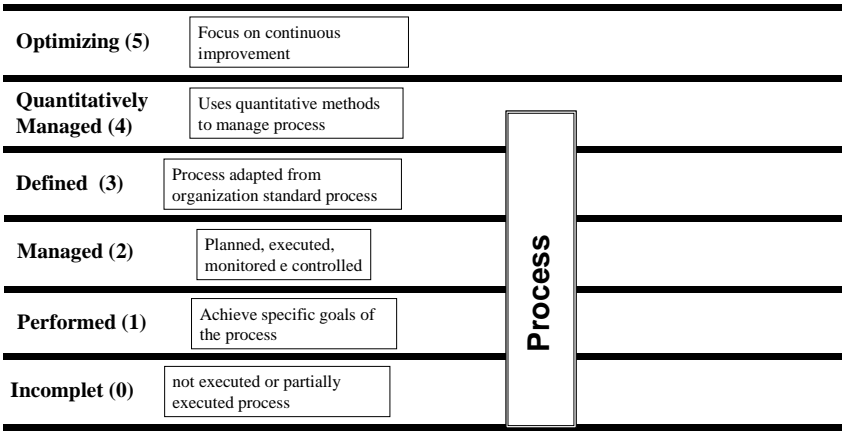 Optimizing (5)
Focus on continuous
improvement
Quantitatively
Managed (4)
Uses quantitative methods
to manage process
Defined (3)
Process adapted from
organization standard process
Managed (2)
Planned, executed,
monitored e controlled
Performed (1)
Achieve specific goals of
the process
Incomplet (0)
not executed or partially
executed process
Process